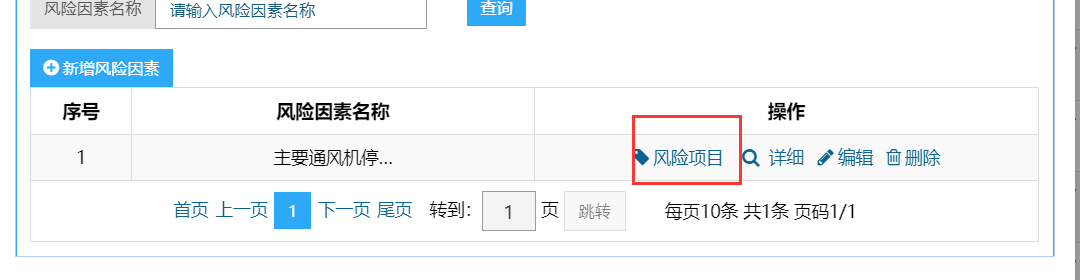 风险因素名称 请输入风险因素名称 查询
新增风险因素
序号 风险因素名称 操作
1 主要通风机停... 风险项目 详细 编辑 删除
首页 上一页 1 下一页 尾页 转到: 1 页 跳转 每页10条 共1条 页码1/1